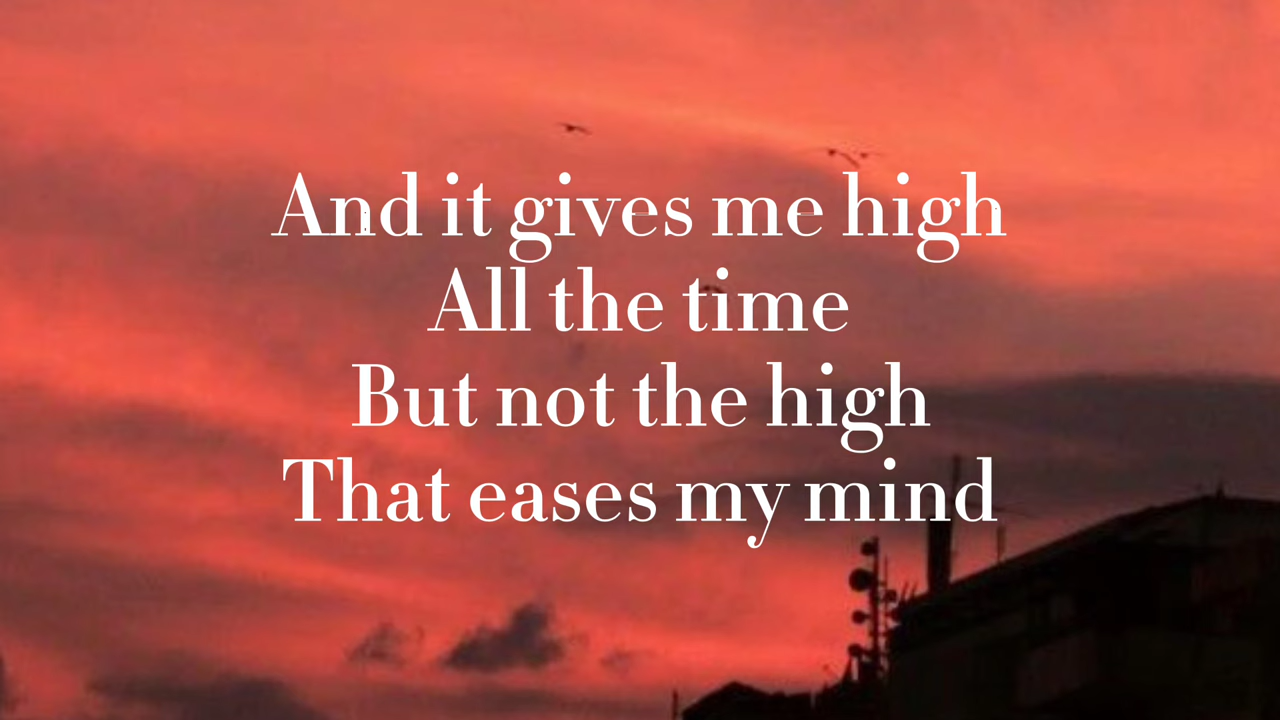 And it gives me high
All the time
But not the high
That eases my mind